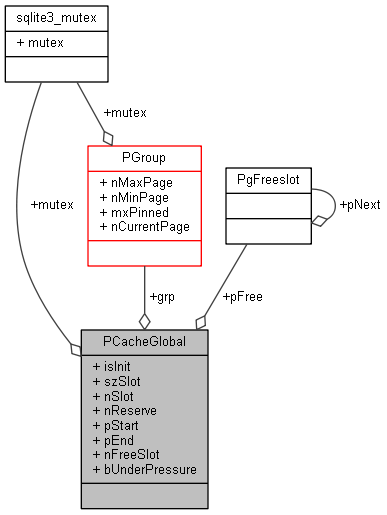 sqlite3_mutex
+ mutex
+mutex
PGroup
+ nMaxPage
+ nMinPage
+ mxPinned
+ nCurrentPage
PgFreeslot
+pNext
+mutex
+grp
+pFree
PCacheGlobal
+ isInit
+ szSlot
+ nSlot
+ nReserve
+ pStart
+ pEnd
+ nFreeSlot
+ bUnderPressure